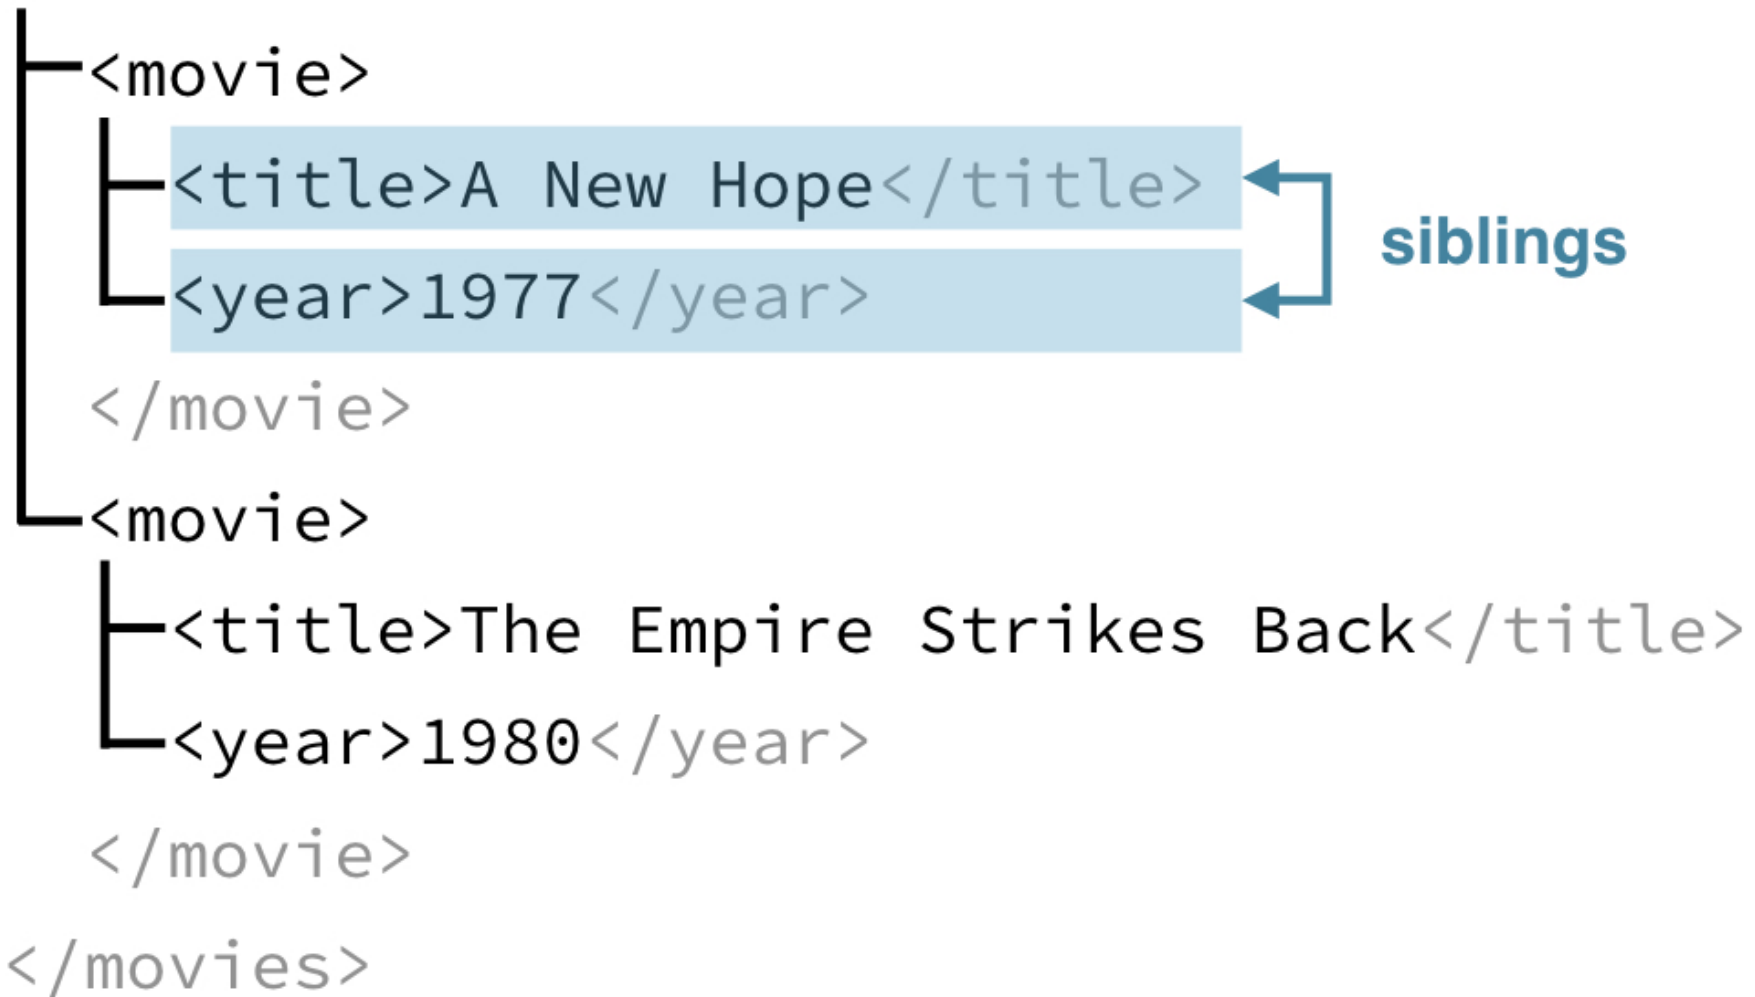 <movie>
<title>A New Hope</title>
siblings
<year>1977</year>
</movie>
<movie>
<title>The Empire Strikes Back</title>
<year>1980</year>
</movie>
</movies>